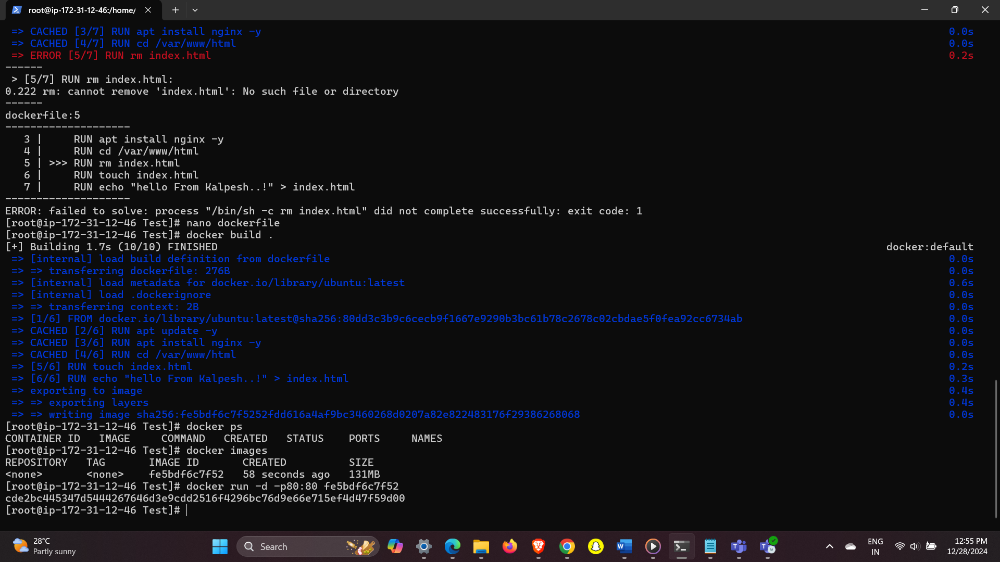 root@ip-172-31-12-46:/home/
=> CACHED [3/7] RUN apt install nginx -y 0.0s
=> CACHED [4/7] RUN cd /var/www/html 0.0s
=> ERROR [5/7] RUN rm index.html 0.2s
------
> [5/7] RUN rm index.html:
0.222 rm: cannot remove 'index.html': No such file or directory
------
dockerfile:5
--------------------
3 | RUN apt install nginx -y
4 | RUN cd /var/www/html
5 | >>> RUN rm index.html
6 | RUN touch index.html
7 | RUN echo "hello From Kalpesh..!" > index.html
--------------------
ERROR: failed to solve: process "/bin/sh -c rm index.html" did not complete successfully: exit code: 1
[root@ip-172-31-12-46 Test]# nano dockerfile
[root@ip-172-31-12-46 Test]# docker build .
[+] Building 1.7s (10/10) FINISHED docker:default
=> [internal] load build definition from dockerfile 0.0s
=> => transferring dockerfile: 276B 0.0s
=> [internal] load metadata for docker.io/library/ubuntu:latest 0.6s
=> [internal] load .dockerignore 0.0s
=> => transferring context: 2B 0.0s
=> [1/6] FROM docker.io/library/ubuntu:latest@sha256:80dd3c3b9c6cecb9f1667e9290b3bc61b78c2678c02cbdae5f0fea92cc6734ab 0.0s
=> CACHED [2/6] RUN apt update -y 0.0s
=> CACHED [3/6] RUN apt install nginx -y 0.0s
=> CACHED [4/6] RUN cd /var/www/html 0.0s
=> [5/6] RUN touch index.html 0.2s
=> [6/6] RUN echo "hello From Kalpesh..!" > index.html 0.3s
=> exporting to image 0.4s
=> => exporting layers 0.4s
=> => writing image sha256:fe5bdf6c7f5252fdd616a4af9bc3460268d0207a82e822483176f29386268068 0.0s
[root@ip-172-31-12-46 Test]# docker ps
CONTAINER ID IMAGE COMMAND CREATED STATUS PORTS NAMES
[root@ip-172-31-12-46 Test]# docker images
REPOSITORY TAG IMAGE ID CREATED SIZE
<none> <none> fe5bdf6c7f52 58 seconds ago 131MB
[root@ip-172-31-12-46 Test]# docker run -d -p80:80 fe5bdf6c7f52
cde2bc445347d5444267646d3e9cdd2516f4296bc76d9e66e715ef4d47f59d00
[root@ip-172-31-12-46 Test]#
28°C
Partly sunny
Search
ENG
IN
12:55 PM
12/28/2024